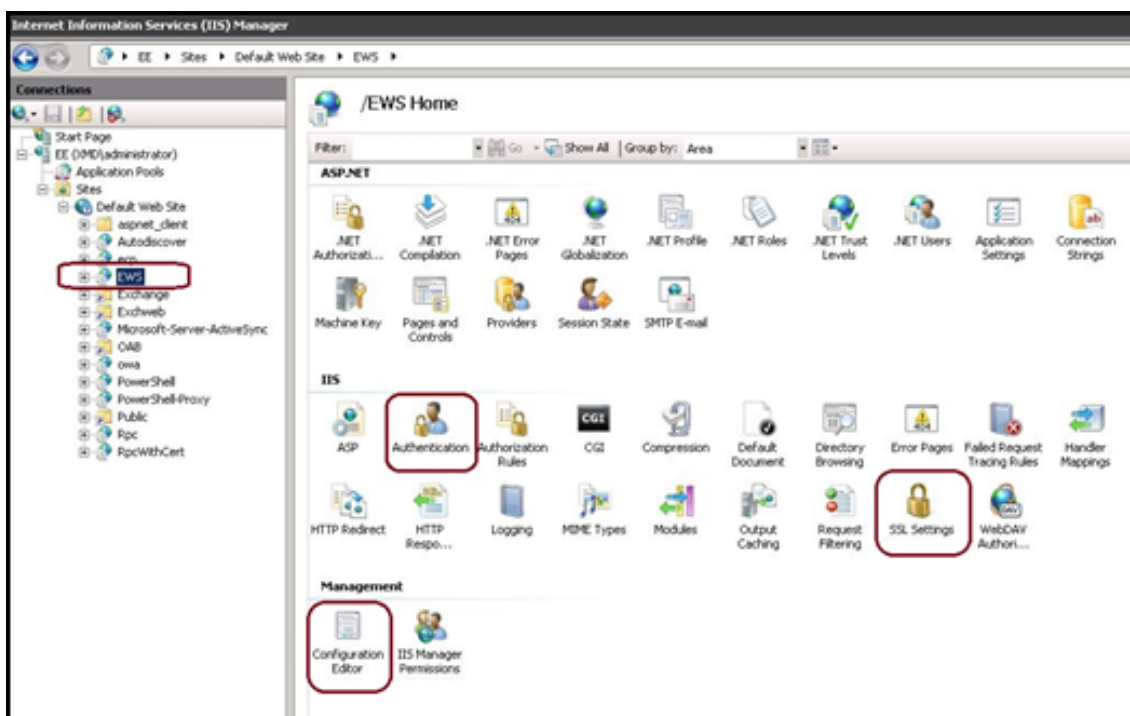 Internet Information Services (IIS) Manager
EE Sites Default Web Site EWS
Connections
Start Page
EE (XMD\administrator)
Application Pools
Sites
Default Web Site
aspnet_client
Autodiscover
ecp
EWS
Exchange
Exchweb
Microsoft-Server-ActiveSync
OAB
owa
PowerShell
PowerShell-Proxy
Public
Rpc
RpcWithCert
/EWS Home
Filter: Go Show All Group by: Area
ASP.NET
.NET Authorizati...
.NET Compilation
.NET Error Pages
.NET Globalization
.NET Profile
.NET Roles
.NET Trust Levels
.NET Users
Application Settings
Connection Strings
Machine Key
Pages and Controls
Providers
Session State
SMTP E-mail
IIS
ASP
Authentication
Authorization Rules
CGI
Compression
Default Document
Directory Browsing
Error Pages
Failed Request Tracing Rules
Handler Mappings
HTTP Redirect
HTTP Respo...
Logging
MIME Types
Modules
Output Caching
Request Filtering
SSL Settings
WebDAV Authori...
Management
Configuration Editor
IIS Manager Permissions